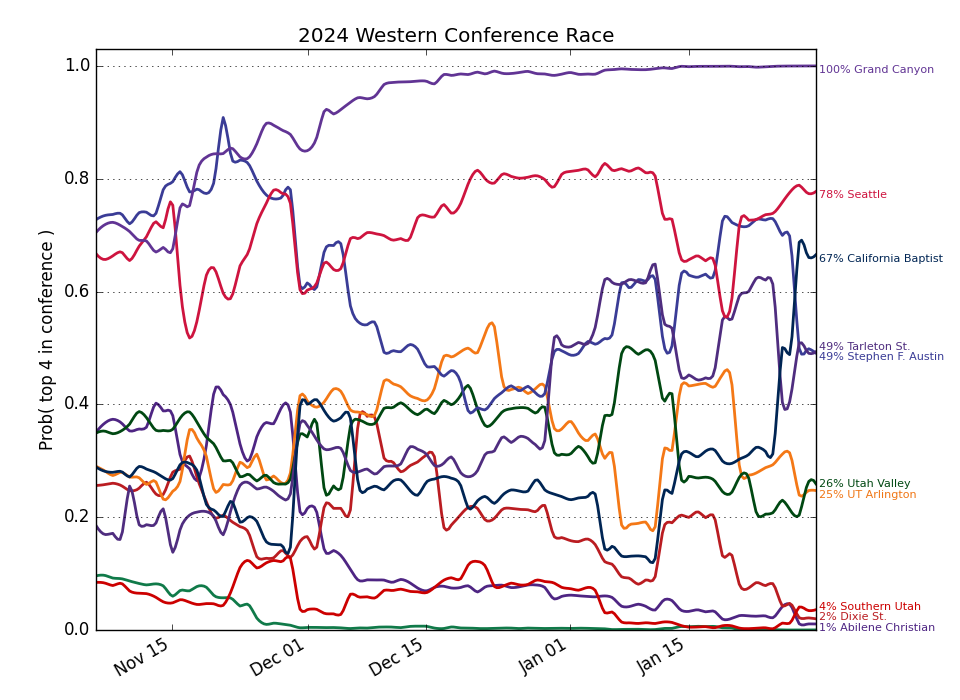 2024 Western Conference Race
Prob( top 4 in conference )
1.0
0.8
0.6
0.4
0.2
0.0
Nov 15
Dec 01
Dec 15
Jan 01
Jan 15
100% Grand Canyon
78% Seattle
67% California Baptist
49% Tarleton St.
49% Stephen F. Austin
26% Utah Valley
25% UT Arlington
4% Southern Utah
2% Dixie St.
1% Abilene Christian